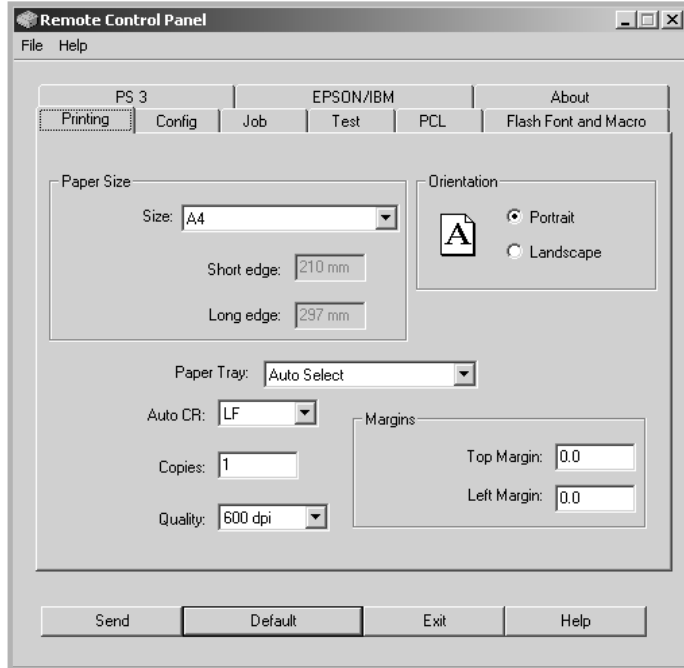 Remote Control Panel
File Help
PS 3 EPSON/IBM About
Printing Config Job Test PCL Flash Font and Macro
Paper Size
Size: A4
Short edge: 210 mm
Long edge: 297 mm
Orientation
A
Portrait
Landscape
Paper Tray: Auto Select
Auto CR: LF
Copies: 1
Quality: 600 dpi
Margins
Top Margin: 0.0
Left Margin: 0.0
Send Default Exit Help